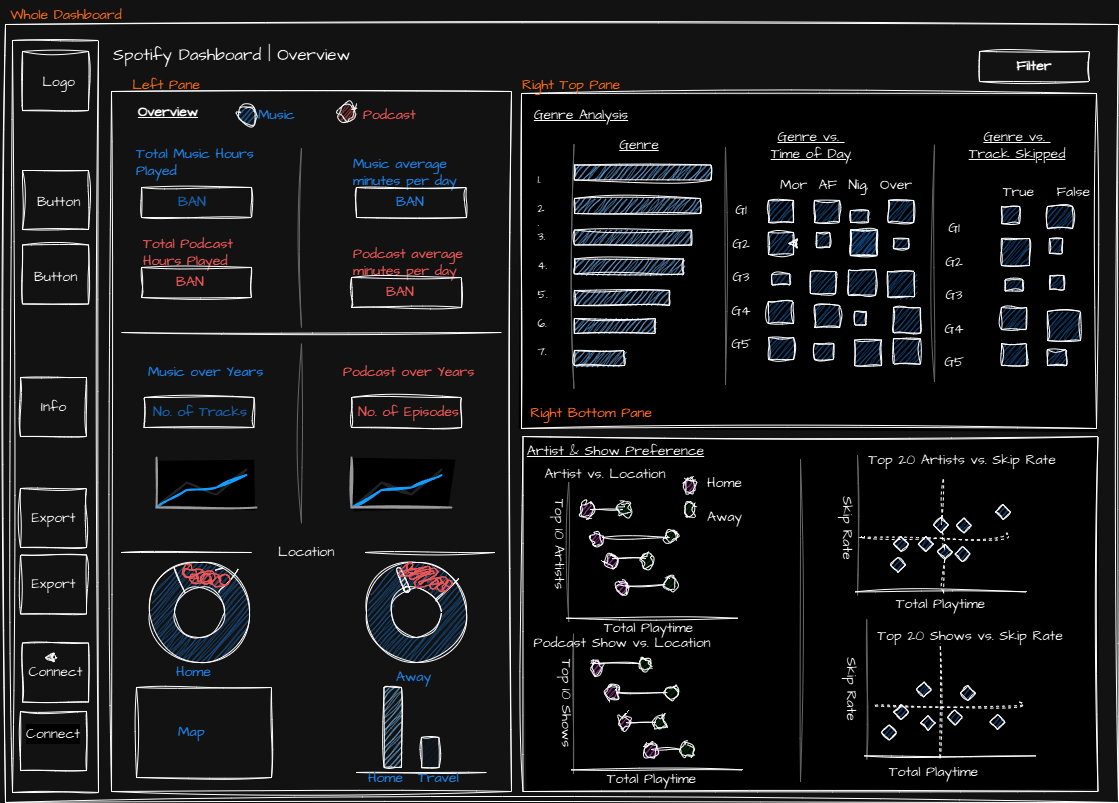 Whole Dashboard
Logo
Button
Button
Info
Export
Export
Connect
Connect
Spotify Dashboard | Overview
Filter
Left Pane
Overview
Music
Podcast
Total Music Hours
Played
BAN
Music average
minutes per day
BAN
Total Podcast
Hours Played
BAN
Podcast average
minutes per day
BAN
Music over Years
No. of Tracks
Podcast over Years
No. of Episodes
Location
Home
Away
Map
Home Travel
Right Top Pane
Genre Analysis
Genre
1.
2.
3.
4.
5.
6.
7.
Genre vs.
Time of Day
Mor AF Nig Over
G1
G2
G3
G4
G5
Genre vs.
Track Skipped
True False
G1
G2
G3
G4
G5
Right Bottom Pane
Artist & Show Preference
Artist vs. Location
Home
Away
Top 10 Artists
Total Playtime
Podcast Show vs. Location
Top 10 Shows
Total Playtime
Top 20 Artists vs. Skip Rate
Skip Rate
Total Playtime
Top 20 Shows vs. Skip Rate
Skip Rate
Total Playtime